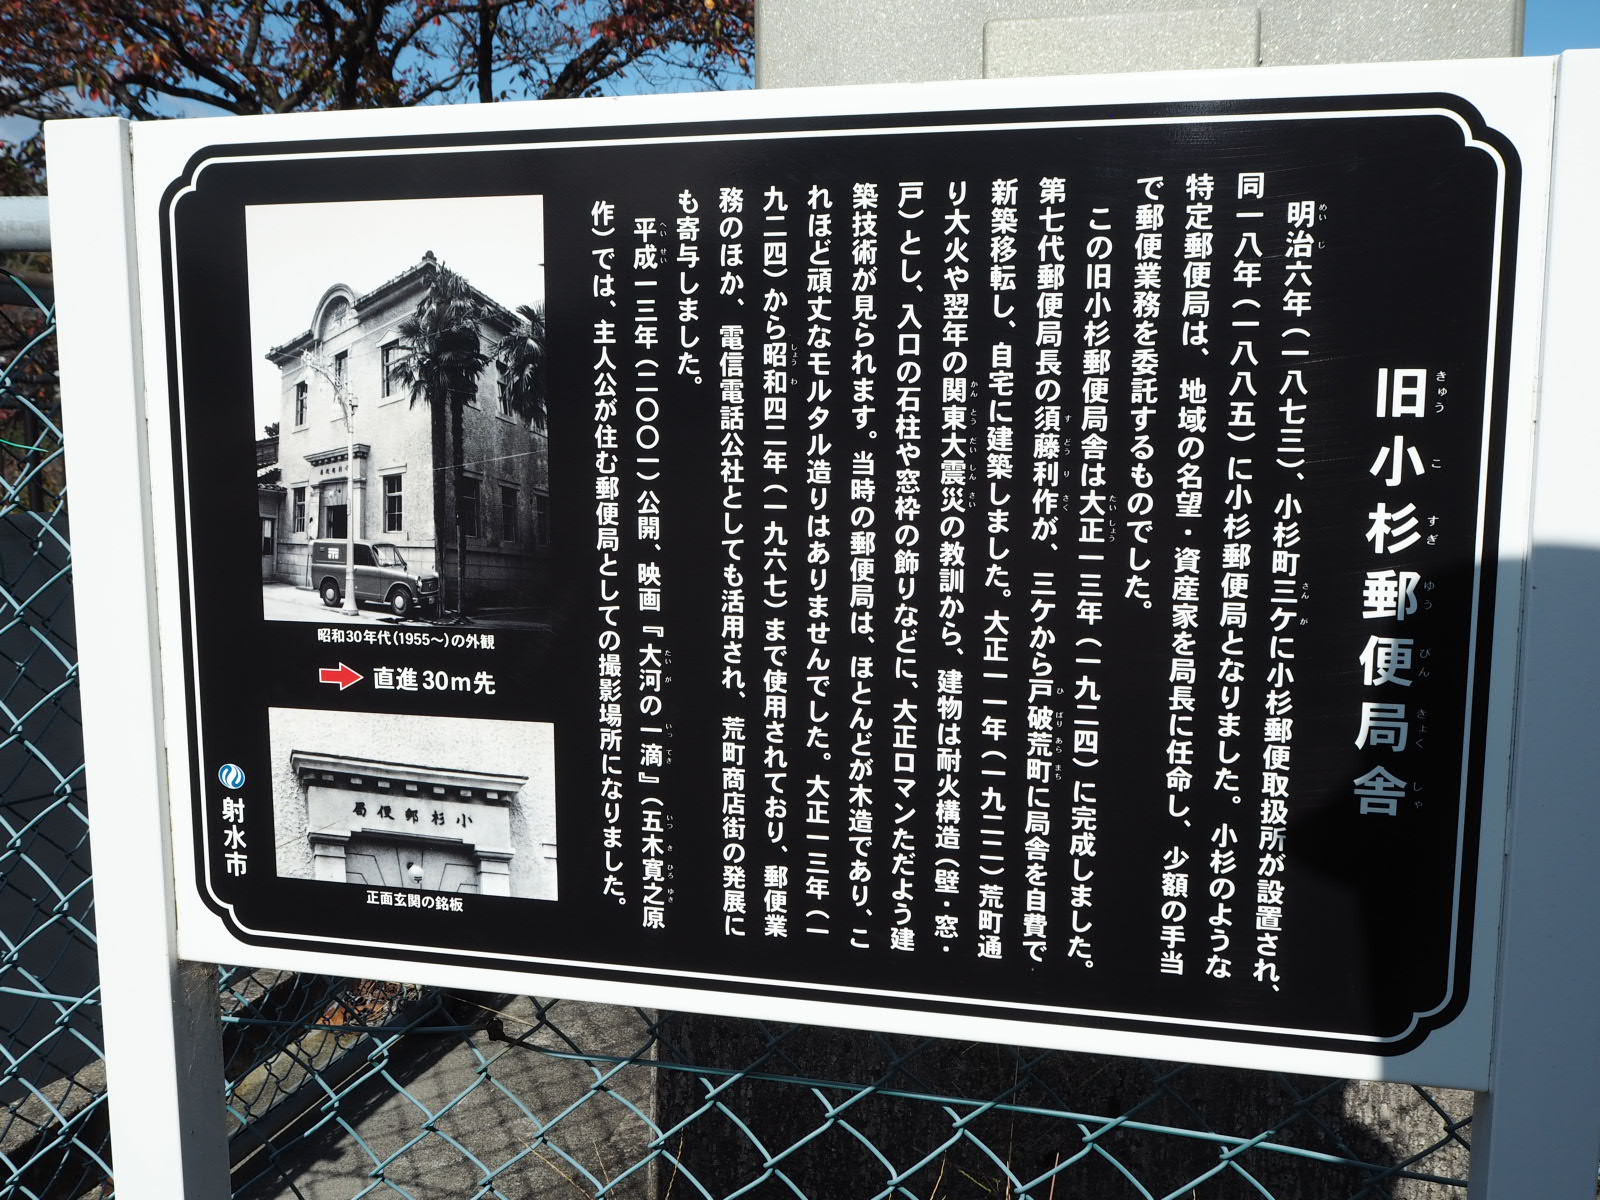 旧小杉郵便局舎
きゅう こ すぎ ゆう びん きょく しゃ
明治六年（一八七三）、小杉町三ケに小杉郵便取扱所が設置され、
同一八年（一八八五）に小杉郵便局となりました。小杉のような
特定郵便局は、地域の名望・資産家を局長に任命し、少額の手当
で郵便業務を委託するものでした。
この旧小杉郵便局舎は大正一三年（一九二四）に完成しました。
第七代郵便局長の須藤利作が、三ケから戸破荒町に局舎を自費で
新築移転し、自宅に建築しました。大正一一年（一九二二）荒町通
り大火や翌年の関東大震災の教訓から、建物は耐火構造（壁・窓・
戸）とし、入口の石柱や窓枠の飾りなどに、大正ロマンただよう建
築技術が見られます。当時の郵便局は、ほとんどが木造であり、こ
れほど頑丈なモルタル造りはありませんでした。大正一三年（一
九二四）から昭和四二年（一九六七）まで使用されており、郵便業
務のほか、電信電話公社としても活用され、荒町商店街の発展に
も寄与しました。
平成一三年（二〇〇一）公開、映画『大河の一滴』（五木寛之原
作）では、主人公が住む郵便局としての撮影場所になりました。
昭和30年代(1955〜)の外観
直進30m先
局便郵杉小
正面玄関の銘板
射水市